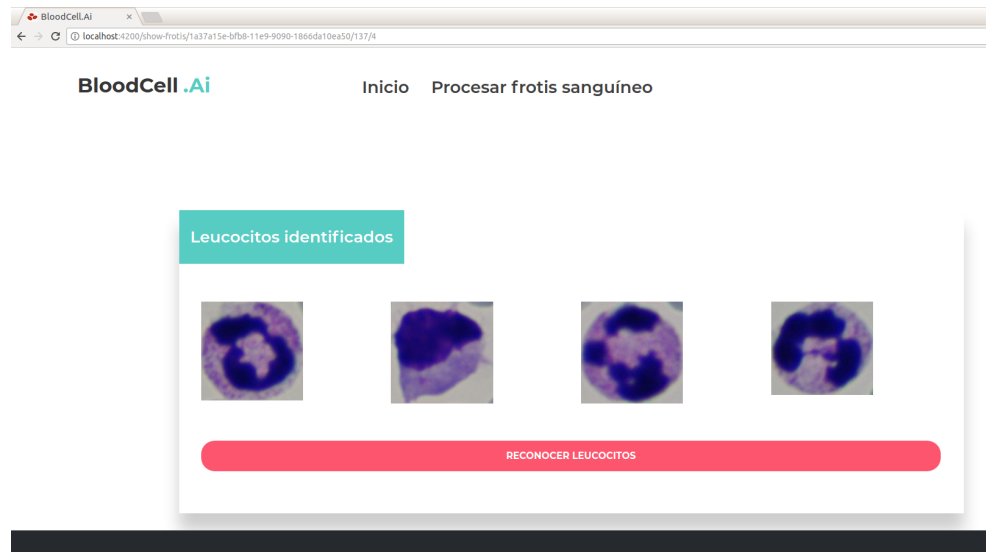 BloodCell.Ai
localhost:4200/show-frotis/1a37a15e-bfb8-11e9-9090-1866da10ea50/137/4
BloodCell .Ai
Inicio
Procesar frotis sanguíneo
Leucocitos identificados
RECONOCER LEUCOCITOS